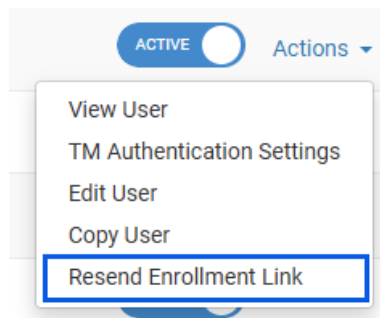 ACTIVE Actions
View User
TM Authentication Settings
Edit User
Copy User
Resend Enrollment Link